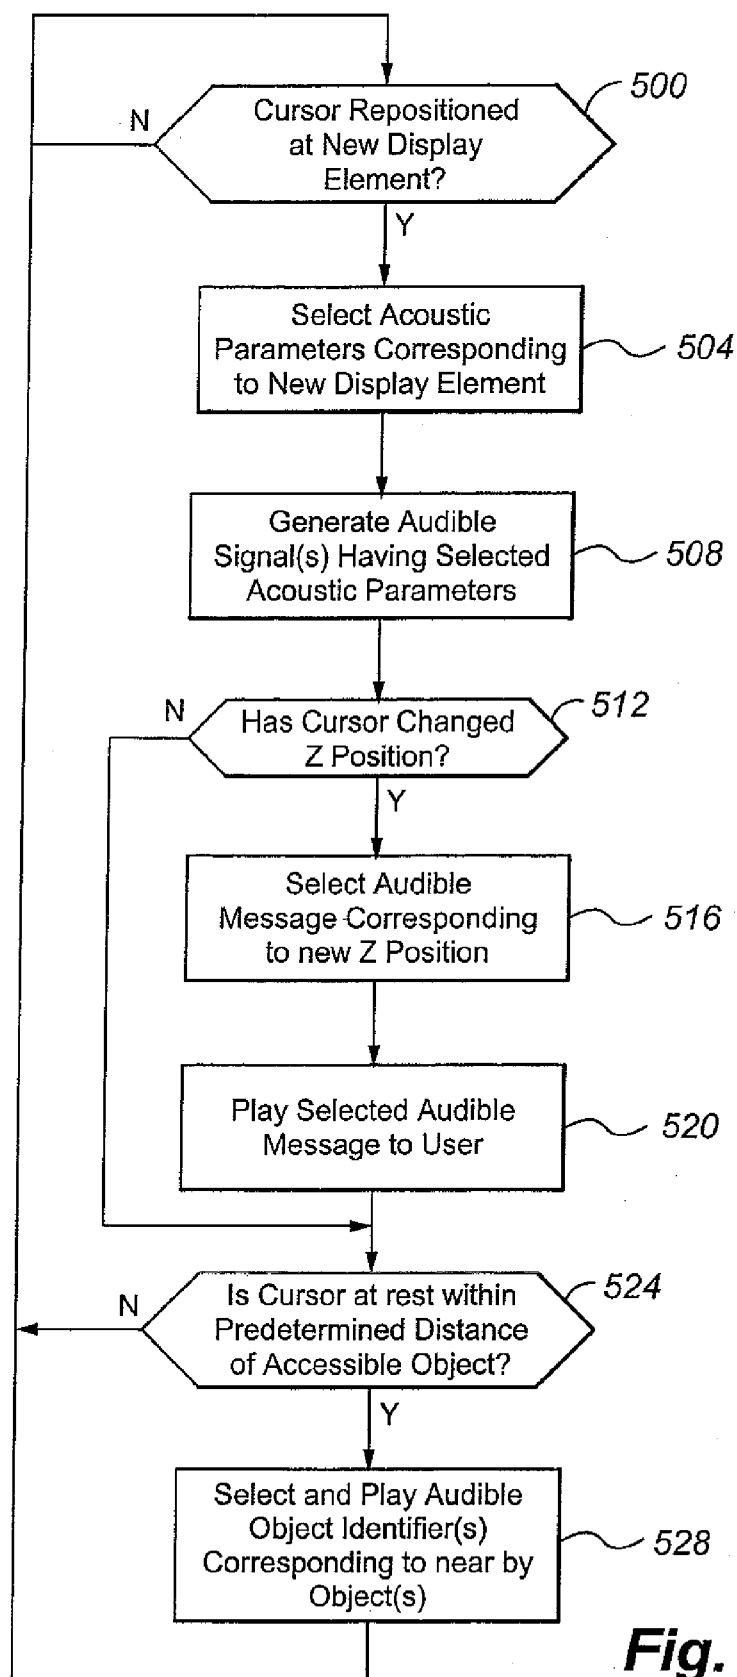 500
N
Cursor Repositioned
at New Display
Element?
Y
Select Acoustic
Parameters Corresponding
to New Display Element
504
Generate Audible
Signal(s) Having Selected
Acoustic Parameters
508
N
Has Cursor Changed
Z Position?
512
Y
Select Audible
Message Corresponding
to new Z Position
516
Play Selected Audible
Message to User
520
N
Is Cursor at rest within
Predetermined Distance
of Accessible Object?
524
Y
Select and Play Audible
Object Identifier(s)
Corresponding to near by
Object(s)
528
Fig.